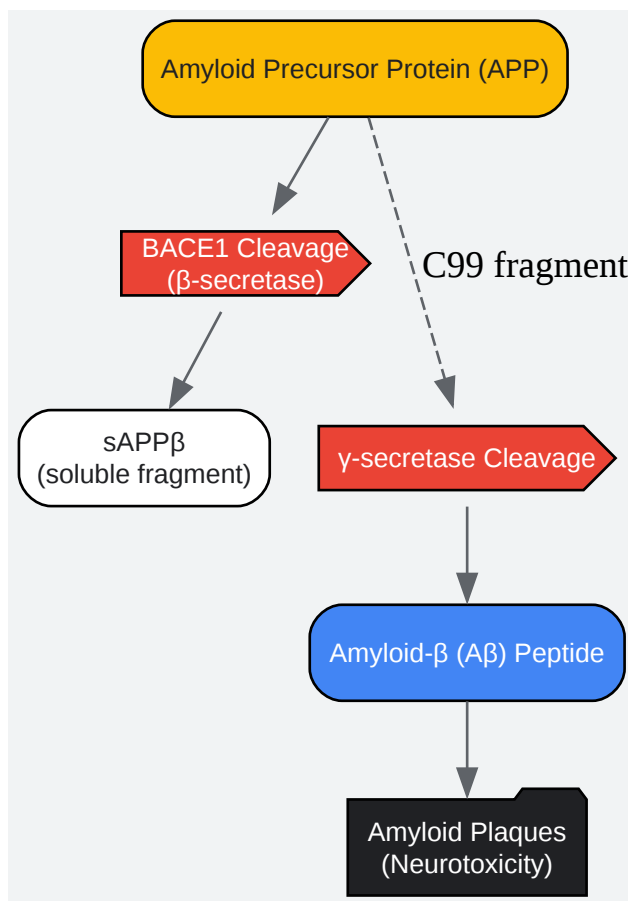 Amyloid Precursor Protein (APP)
BACE1 Cleavage
(β-secretase)
C99 fragment
sAPPβ
(soluble fragment)
γ-secretase Cleavage
Amyloid-β (Aβ) Peptide
Amyloid Plaques
(Neurotoxicity)